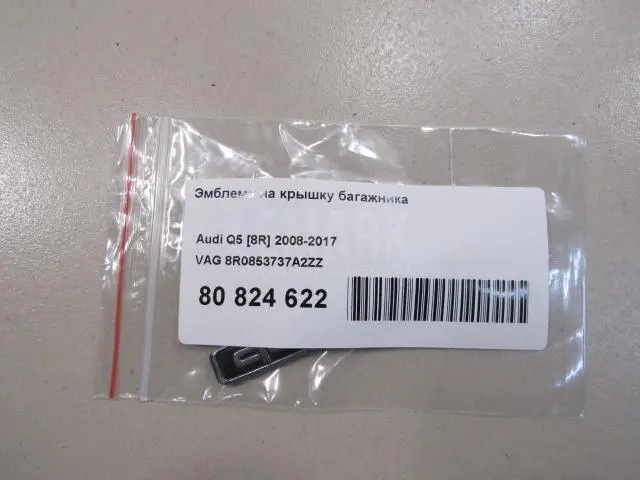 Эмблема на крышку багажника
Audi Q5 [8R] 2008-2017
VAG 8R0853737A2ZZ
80 824 622